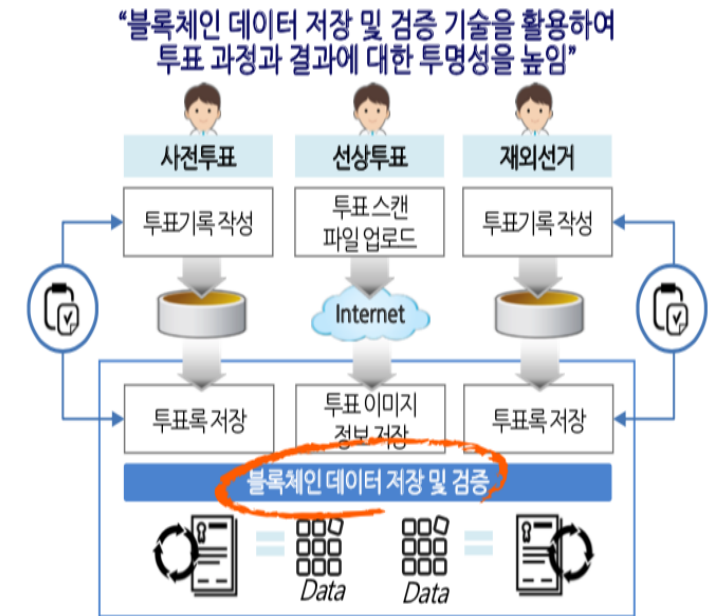 “블록체인 데이터 저장 및 검증 기술을 활용하여
투표 과정과 결과에 대한 투명성을 높임”
사전투표
선상투표
재외선거
투표기록 작성
투표 스캔
파일 업로드
투표기록 작성
Internet
투표록 저장
투표 이미지
정보 저장
투표록 저장
블록체인 데이터 저장 및 검증
Data
Data